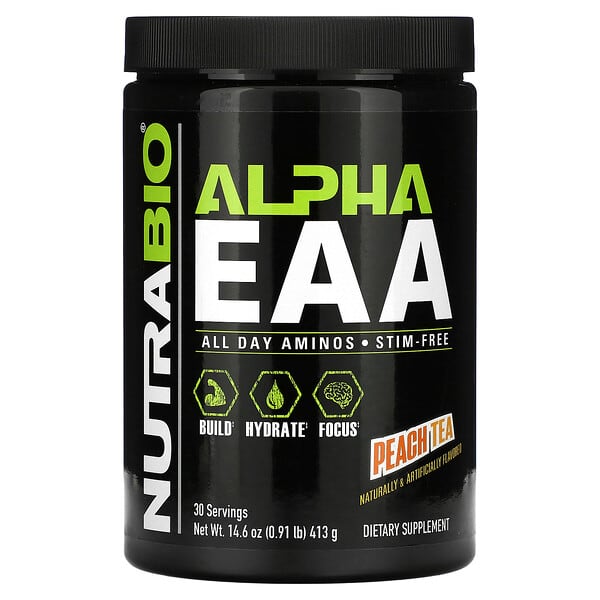 NUTRABIO®
ALPHA
EAA
ALL DAY AMINOS • STIM-FREE
BUILD‡ HYDRATE‡ FOCUS‡
PEACH TEA
NATURALLY & ARTIFICIALLY FLAVORED
30 Servings
Net Wt. 14.6 oz (0.91 lb) 413 g
DIETARY SUPPLEMENT